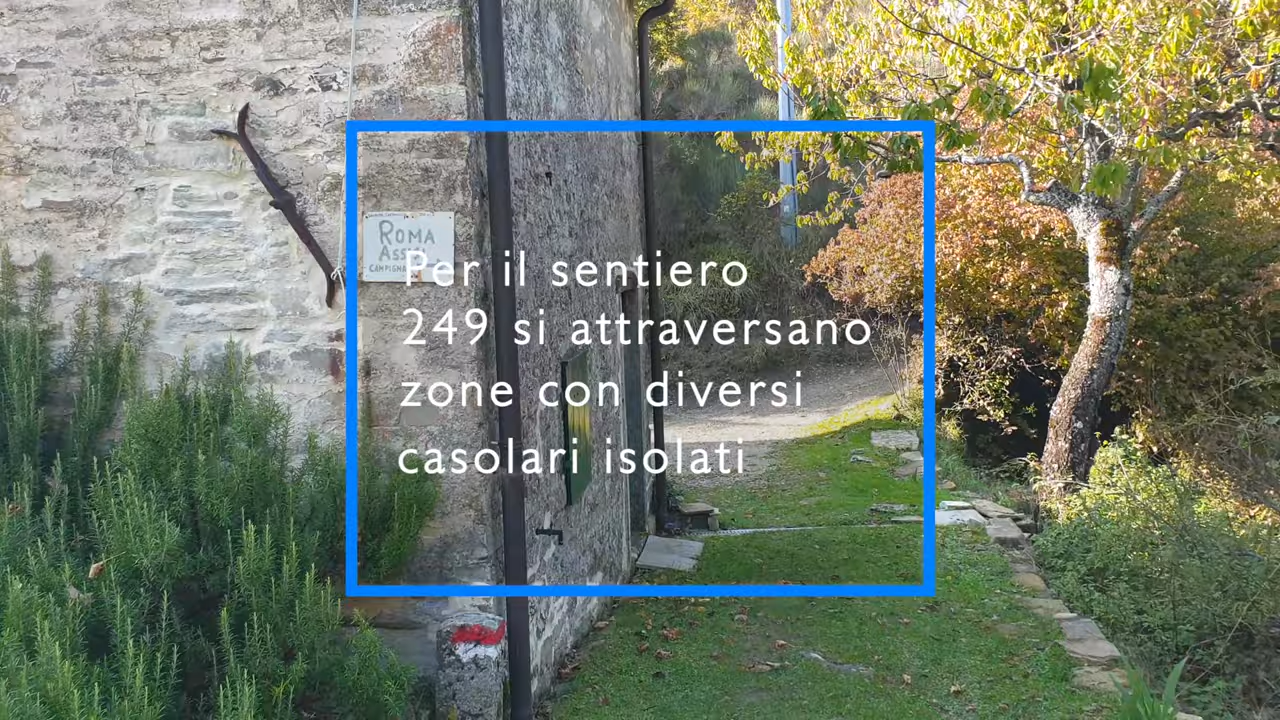 ROMA
Per il sentiero
249 si attraversano
zone con diversi
casolari isolati